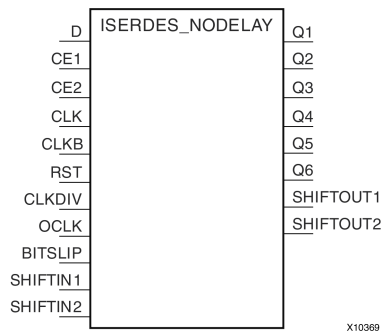 ISERDES_NODELAY
D
CE1
CE2
CLK
CLKB
RST
CLKDIV
OCLK
BITSLIP
SHIFTIN1
SHIFTIN2
Q1
Q2
Q3
Q4
Q5
Q6
SHIFTOUT1
SHIFTOUT2
X10369